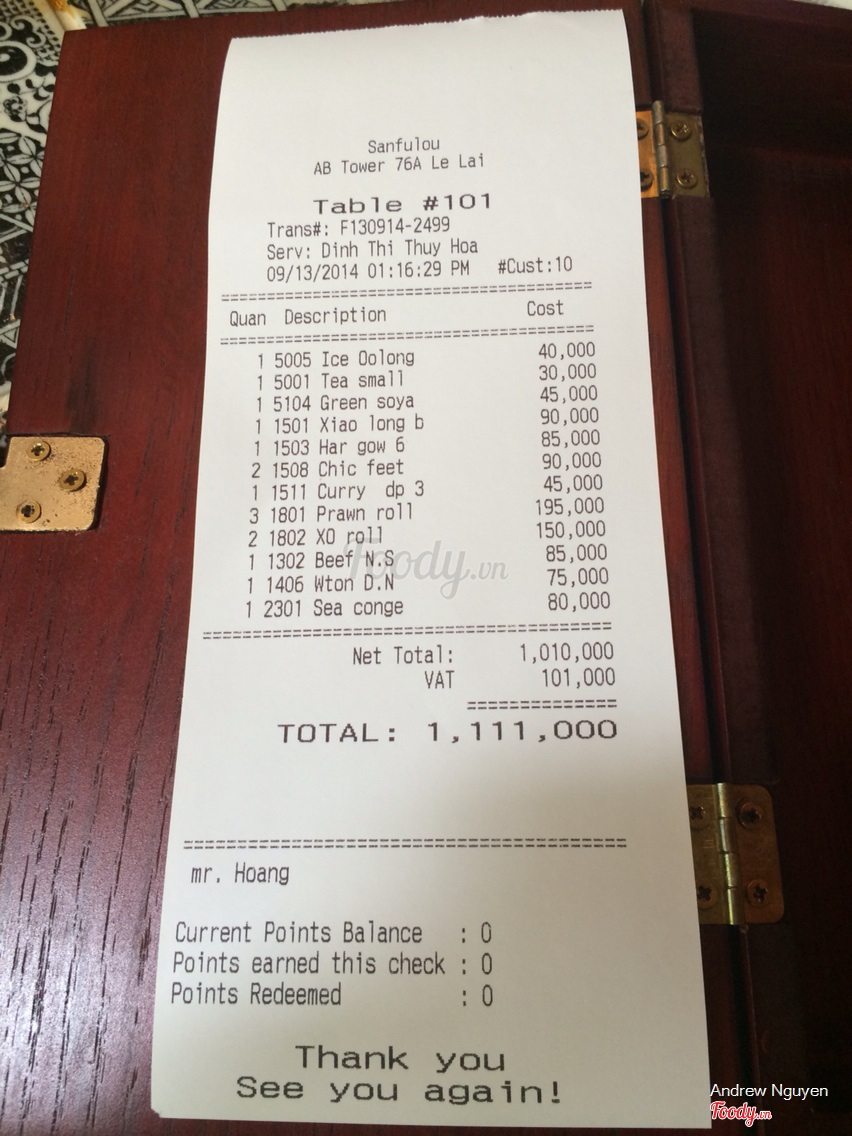 Sanfulou
AB Tower 76A Le Lai
Table #101
Trans#: F130914-2499
Serv: Dinh Thi Thuy Hoa
09/13/2014 01:16:29 PM #Cust:10
==========================================
Quan Description Cost
==========================================
1 5005 Ice Oolong 40,000
1 5001 Tea small 30,000
1 5104 Green soya 45,000
1 1501 Xiao long b 90,000
1 1503 Har gow 6 85,000
2 1508 Chic feet 90,000
1 1511 Curry dp 3 45,000
3 1801 Prawn roll 195,000
2 1802 XO roll 150,000
1 1302 Beef N.S 85,000
1 1406 Wton D.N 75,000
1 2301 Sea conge 80,000
==========================================
Net Total: 1,010,000
VAT 101,000
==============
TOTAL: 1,111,000
==========================================
mr. Hoang
Current Points Balance : 0
Points earned this check : 0
Points Redeemed : 0
Thank you
See you again!
Foody.vn
Andrew Nguyen
Foody.vn